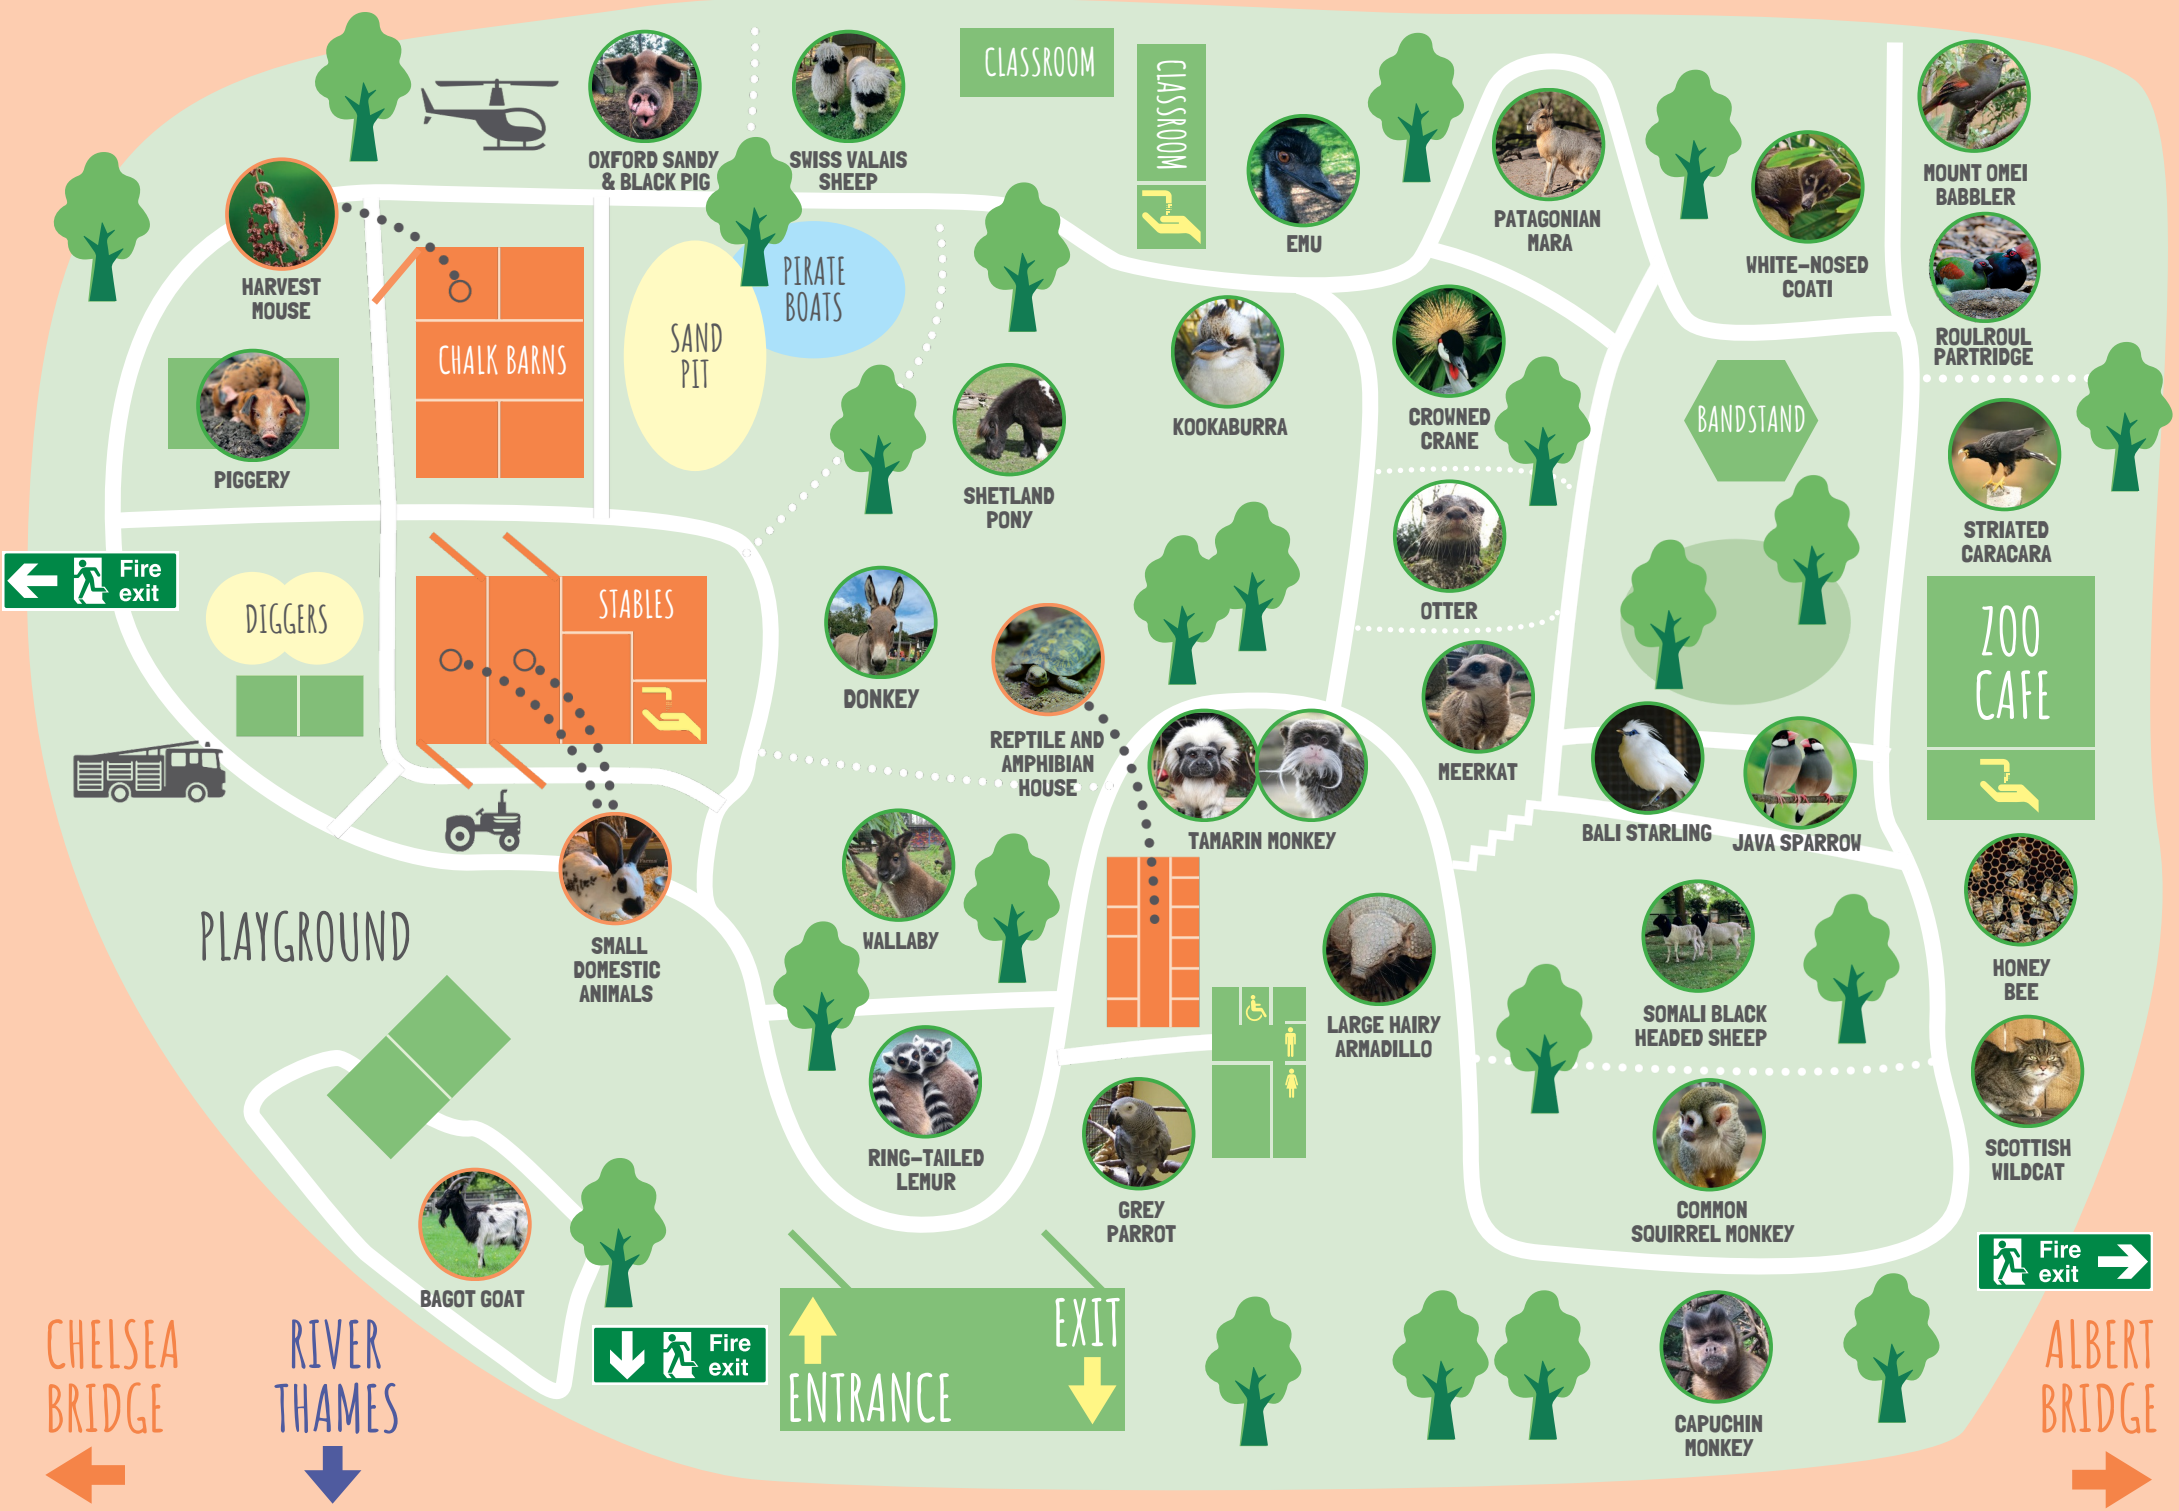 OXFORD SANDY
& BLACK PIG
SWISS VALAIS
SHEEP
CLASSROOM
CLASSROOM
EMU
PATAGONIAN
MARA
WHITE-NOSED
COATI
MOUNT OMEI
BABBLER
ROULROUL
PARTRIDGE
HARVEST
MOUSE
CHALK BARNS
SAND
PIT
PIRATE
BOATS
KOOKABURRA
CROWNED
CRANE
BANDSTAND
PIGGERY
SHETLAND
PONY
STRIATED
CARACARA
Fire
exit
DIGGERS
STABLES
DONKEY
OTTER
ZOO
CAFE
REPTILE AND
AMPHIBIAN
HOUSE
MEERKAT
TAMARIN MONKEY
BALI STARLING
JAVA SPARROW
PLAYGROUND
SMALL
DOMESTIC
ANIMALS
WALLABY
LARGE HAIRY
ARMADILLO
SOMALI BLACK
HEADED SHEEP
HONEY
BEE
RING-TAILED
LEMUR
GREY
PARROT
COMMON
SQUIRREL MONKEY
SCOTTISH
WILDCAT
BAGOT GOAT
Fire
exit
CHELSEA
BRIDGE
RIVER
THAMES
Fire
exit
ENTRANCE
EXIT
CAPUCHIN
MONKEY
ALBERT
BRIDGE